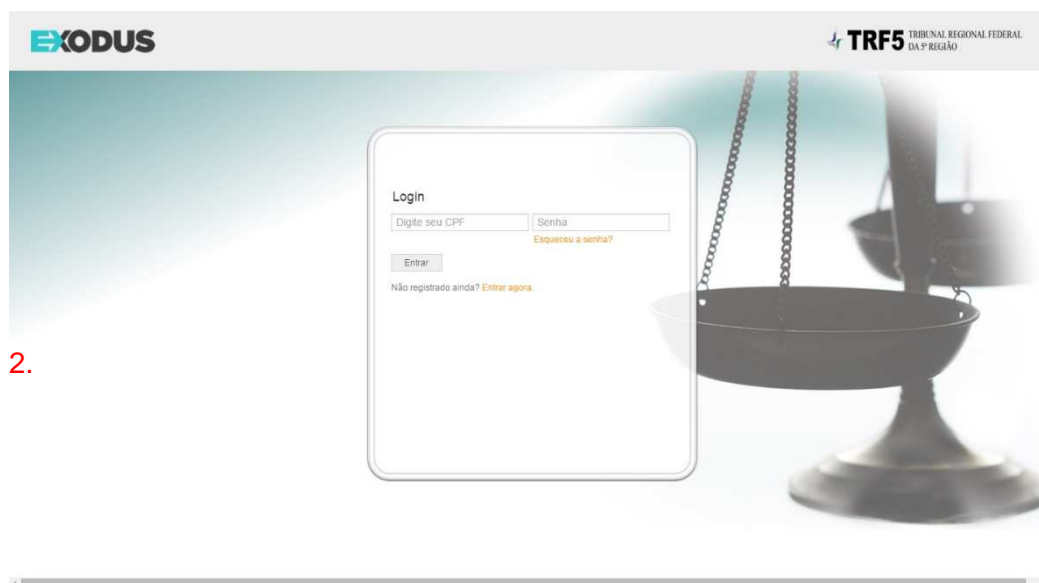 EXODUS
TRF5 TRIBUNAL REGIONAL FEDERAL
DA 5ª REGIÃO
Login
Digite seu CPF Senha
Esqueceu a senha?
Entrar
Não registrado ainda? Entrar agora.
2.